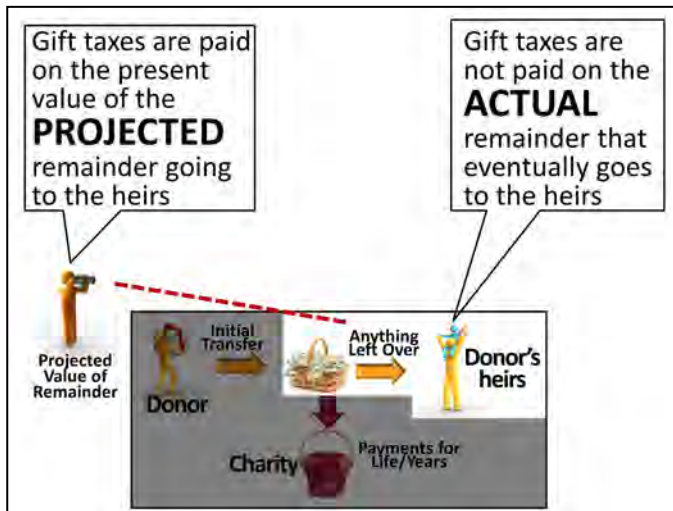 Gift taxes are paid
on the present
value of the
PROJECTED
remainder going
to the heirs
Gift taxes are
not paid on the
ACTUAL
remainder that
eventually goes
to the heirs
Projected
Value of
Remainder
Initial
Transfer
Donor
Anything
Left Over
Donor's
heirs
Charity
Payments for
Life/Years